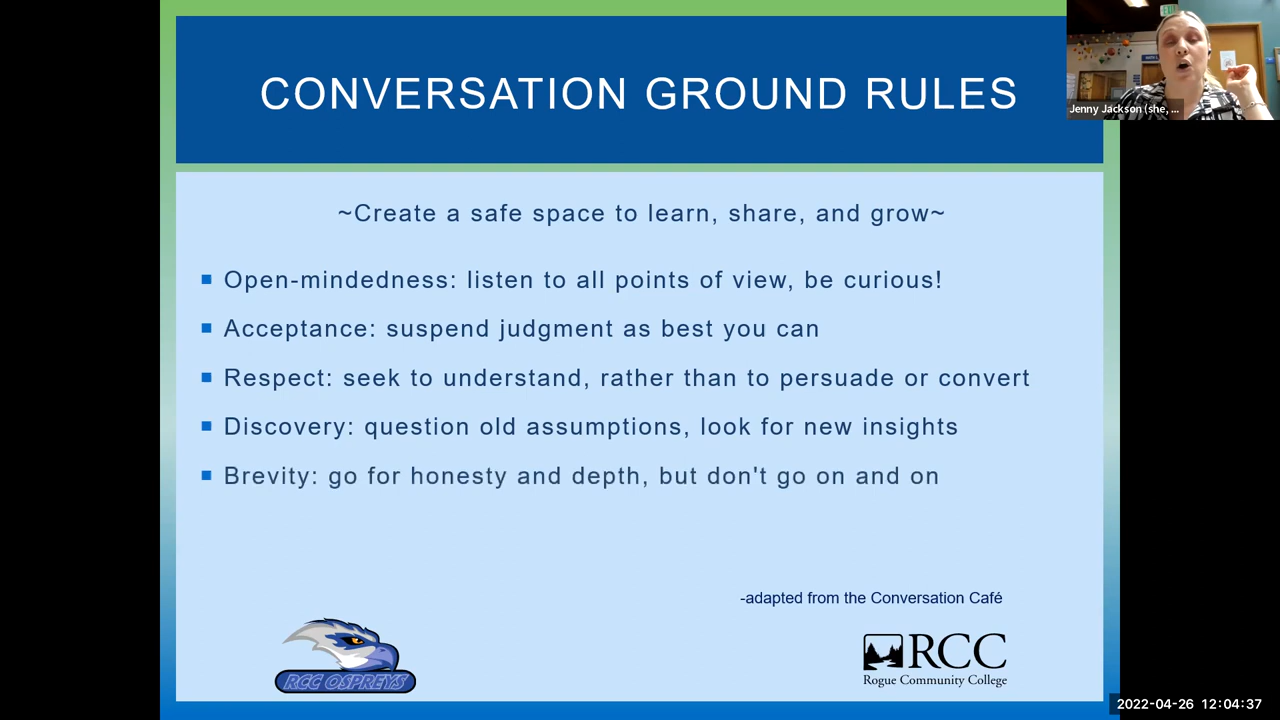 CONVERSATION GROUND RULES
EXIT
Jenny Jackson (she, ...
~Create a safe space to learn, share, and grow~
Open-mindedness: listen to all points of view, be curious!
Acceptance: suspend judgment as best you can
Respect: seek to understand, rather than to persuade or convert
Discovery: question old assumptions, look for new insights
Brevity: go for honesty and depth, but don't go on and on
-adapted from the Conversation Café
RCC OSPREYS
RCC
Rogue Community College
2022-04-26 12:04:37